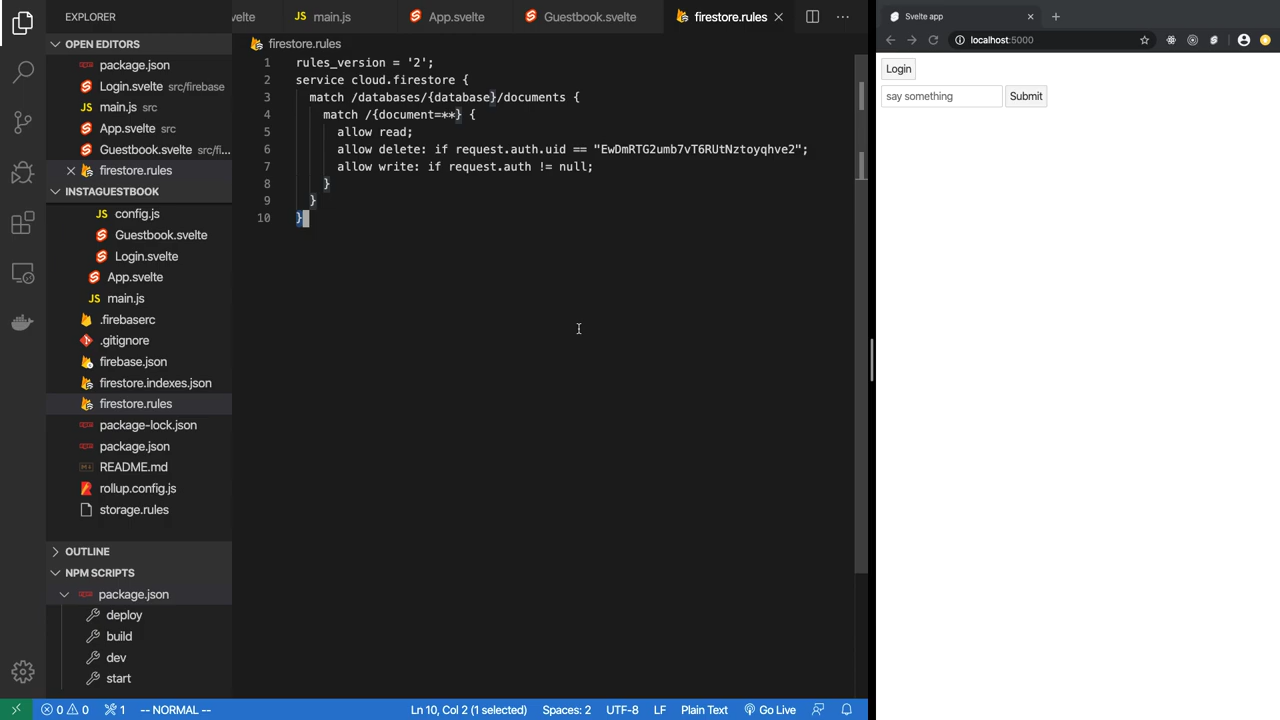 EXPLORER
OPEN EDITORS
package.json
Login.svelte src/firebase
main.js src
App.svelte src
Guestbook.svelte src/fi...
firestore.rules
INSTAGUESTBOOK
config.js
Guestbook.svelte
Login.svelte
App.svelte
main.js
.firebaserc
.gitignore
firebase.json
firestore.indexes.json
firestore.rules
package-lock.json
package.json
README.md
rollup.config.js
storage.rules
OUTLINE
NPM SCRIPTS
package.json
deploy
build
dev
start
velte main.js App.svelte Guestbook.svelte firestore.rules
firestore.rules
1 rules_version = '2';
2 service cloud.firestore {
3 match /databases/{database}/documents {
4 match /{document=**} {
5 allow read;
6 allow delete: if request.auth.uid == "EwDmRTG2umb7vT6RUtNztoyqhve2";
7 allow write: if request.auth != null;
8 }
9 }
10 }
0 0 1 -- NORMAL -- Ln 10, Col 2 (1 selected) Spaces: 2 UTF-8 LF Plain Text Go Live
Svelte app
localhost:5000
Login
say something Submit